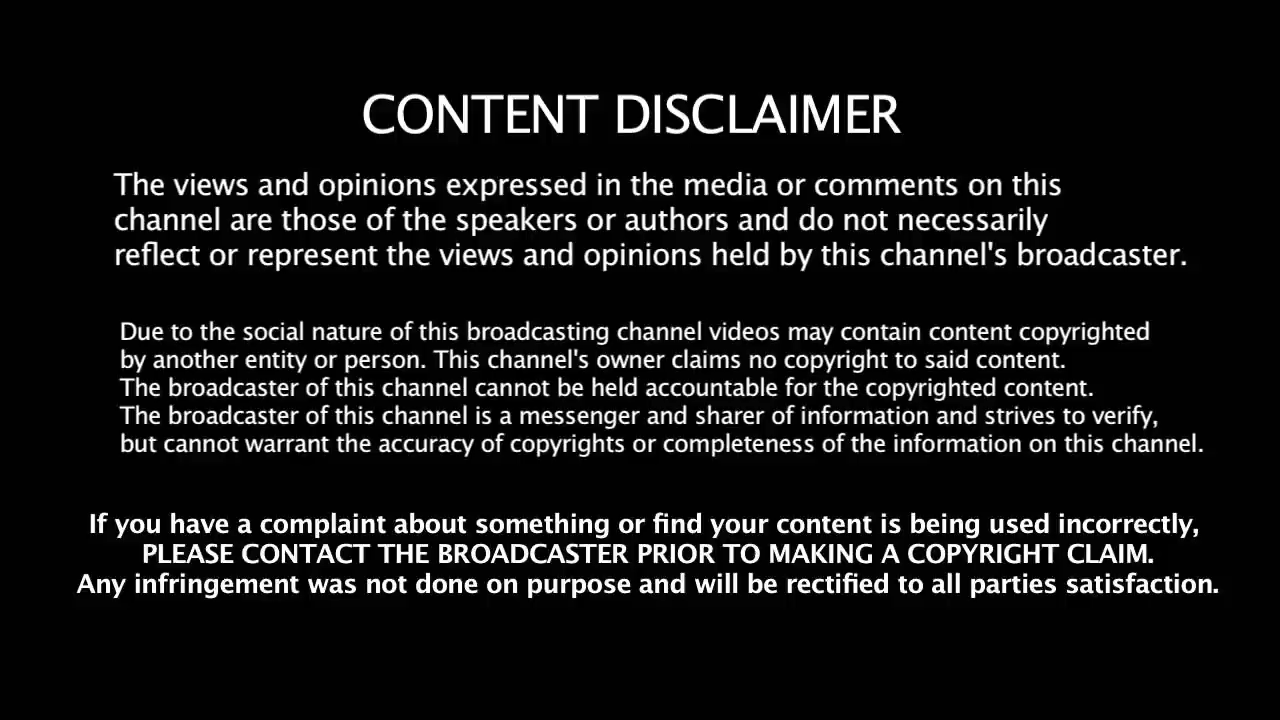 CONTENT DISCLAIMER
The views and opinions expressed in the media or comments on this
channel are those of the speakers or authors and do not necessarily
reflect or represent the views and opinions held by this channel's broadcaster.
Due to the social nature of this broadcasting channel videos may contain content copyrighted
by another entity or person. This channel's owner claims no copyright to said content.
The broadcaster of this channel cannot be held accountable for the copyrighted content.
The broadcaster of this channel is a messenger and sharer of information and strives to verify,
but cannot warrant the accuracy of copyrights or completeness of the information on this channel.
If you have a complaint about something or find your content is being used incorrectly,
PLEASE CONTACT THE BROADCASTER PRIOR TO MAKING A COPYRIGHT CLAIM.
Any infringement was not done on purpose and will be rectified to all parties satisfaction.